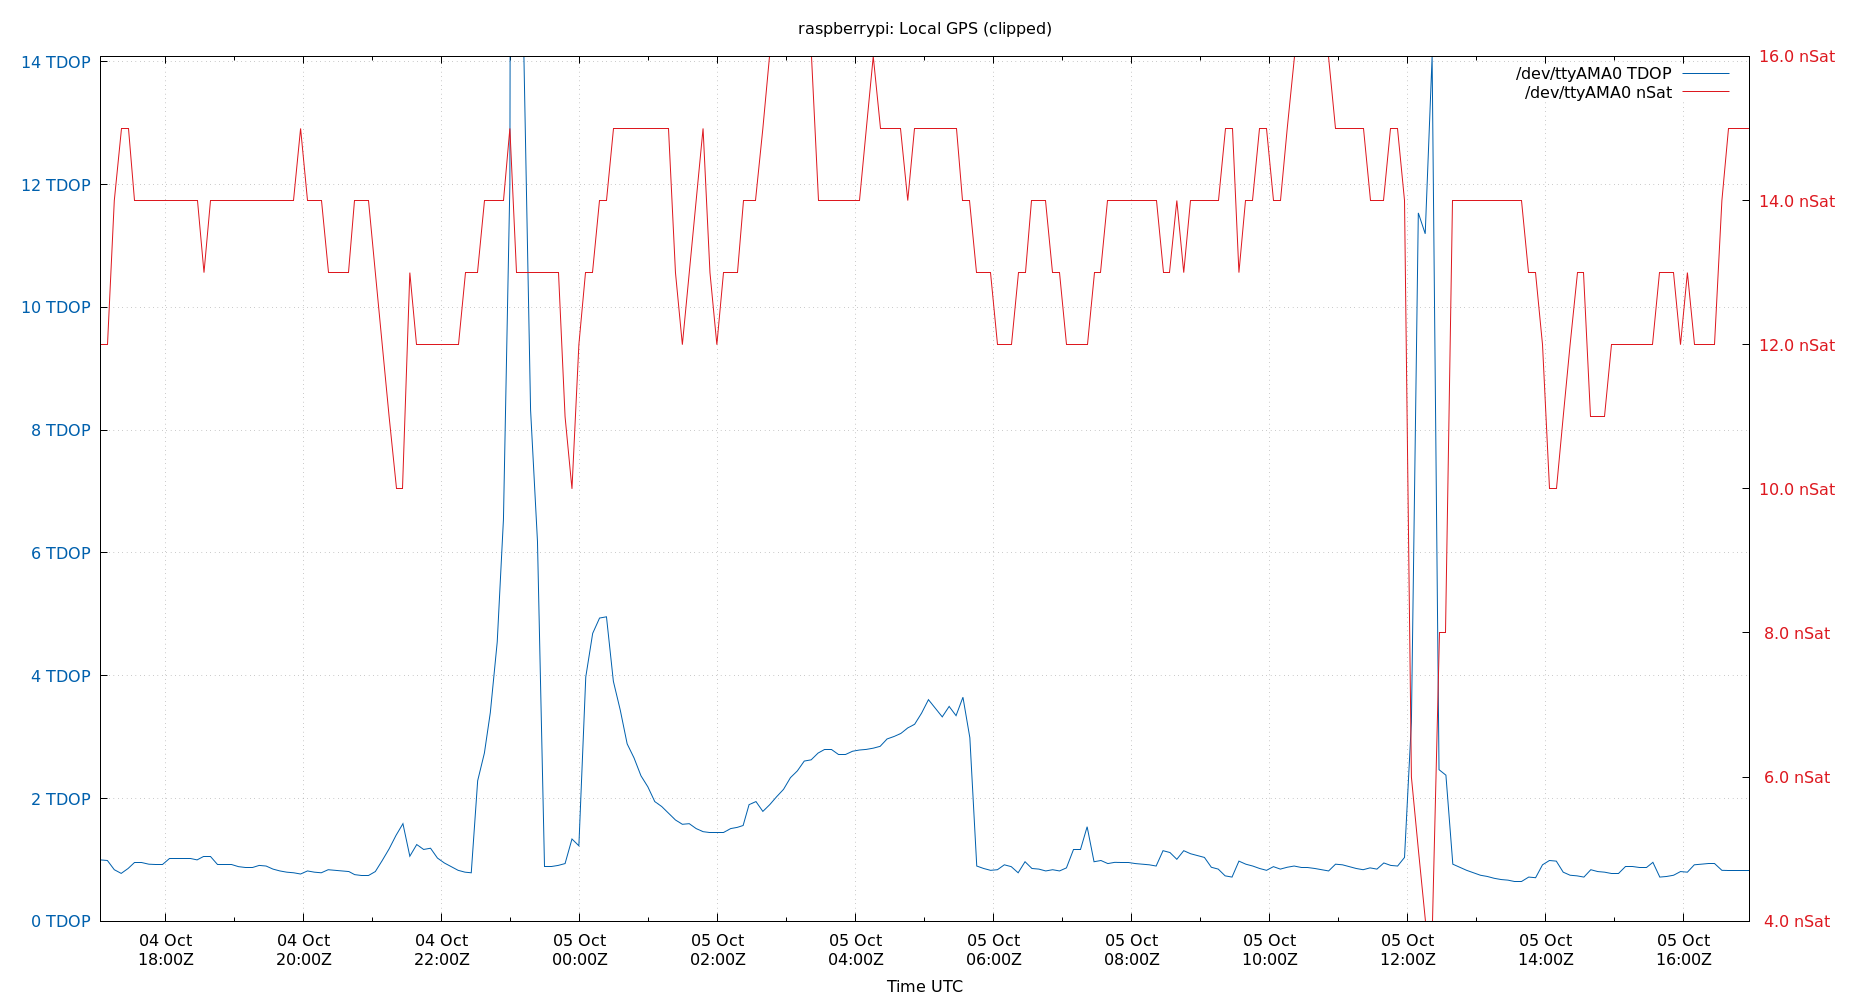 raspberrypi: Local GPS (clipped)
14 TDOP
12 TDOP
10 TDOP
8 TDOP
6 TDOP
4 TDOP
2 TDOP
0 TDOP
16.0 nSat
14.0 nSat
12.0 nSat
10.0 nSat
8.0 nSat
6.0 nSat
4.0 nSat
/dev/ttyAMA0 TDOP
/dev/ttyAMA0 nSat
04 Oct 04 Oct 04 Oct 05 Oct 05 Oct 05 Oct 05 Oct 05 Oct 05 Oct 05 Oct 05 Oct 05 Oct
18:00Z 20:00Z 22:00Z 00:00Z 02:00Z 04:00Z 06:00Z 08:00Z 10:00Z 12:00Z 14:00Z 16:00Z
Time UTC